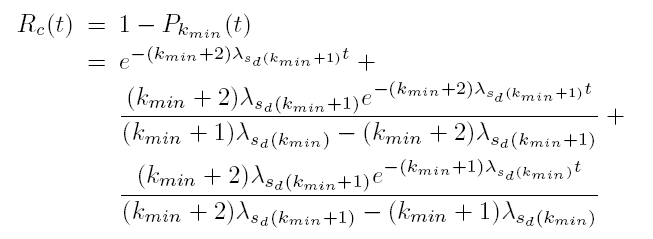 R_c(t) = 1 − P_{k_{min}}(t)
= e^{−(k_{min}+2)λ_{s_d(k_{min}+1)}t} +
\frac{(k_{min} + 2)λ_{s_d(k_{min}+1)}e^{−(k_{min}+2)λ_{s_d(k_{min}+1)}t}}{(k_{min} + 1)λ_{s_d(k_{min})} − (k_{min} + 2)λ_{s_d(k_{min}+1)}} +
\frac{(k_{min} + 2)λ_{s_d(k_{min}+1)}e^{−(k_{min}+1)λ_{s_d(k_{min})}t}}{(k_{min} + 2)λ_{s_d(k_{min}+1)} − (k_{min} + 1)λ_{s_d(k_{min})}}